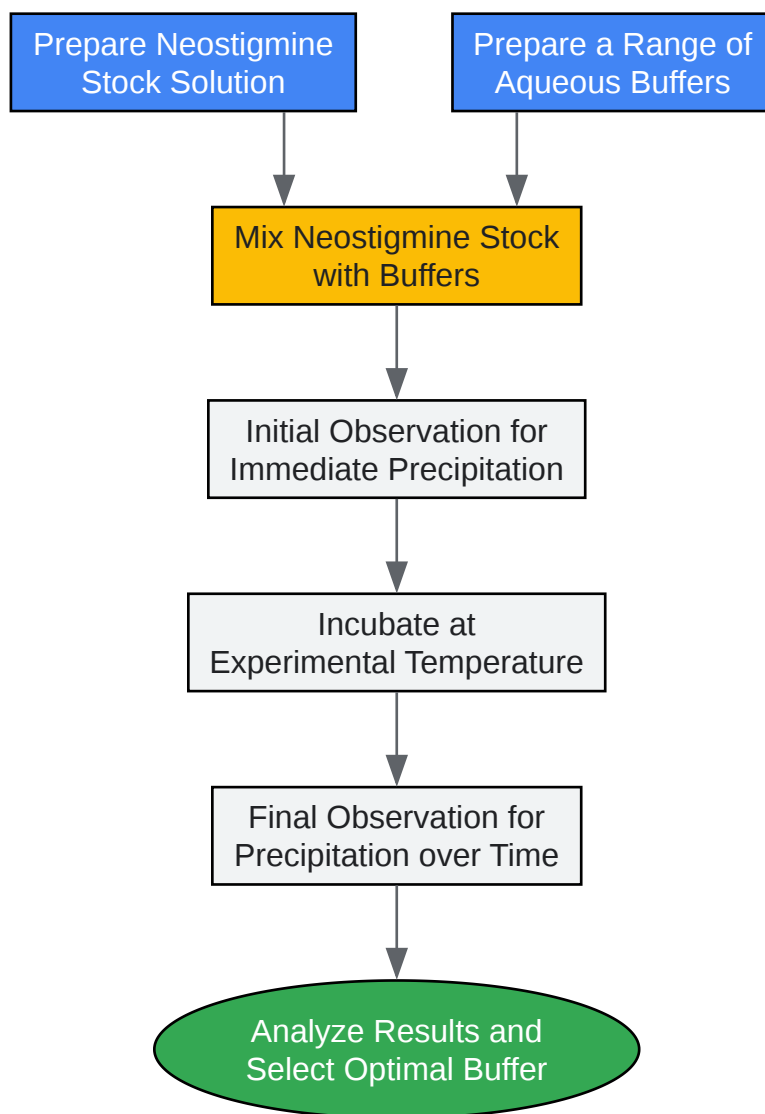 Prepare Neostigmine
Stock Solution
Prepare a Range of
Aqueous Buffers
Mix Neostigmine Stock
with Buffers
Initial Observation for
Immediate Precipitation
Incubate at
Experimental Temperature
Final Observation for
Precipitation over Time
Analyze Results and
Select Optimal Buffer